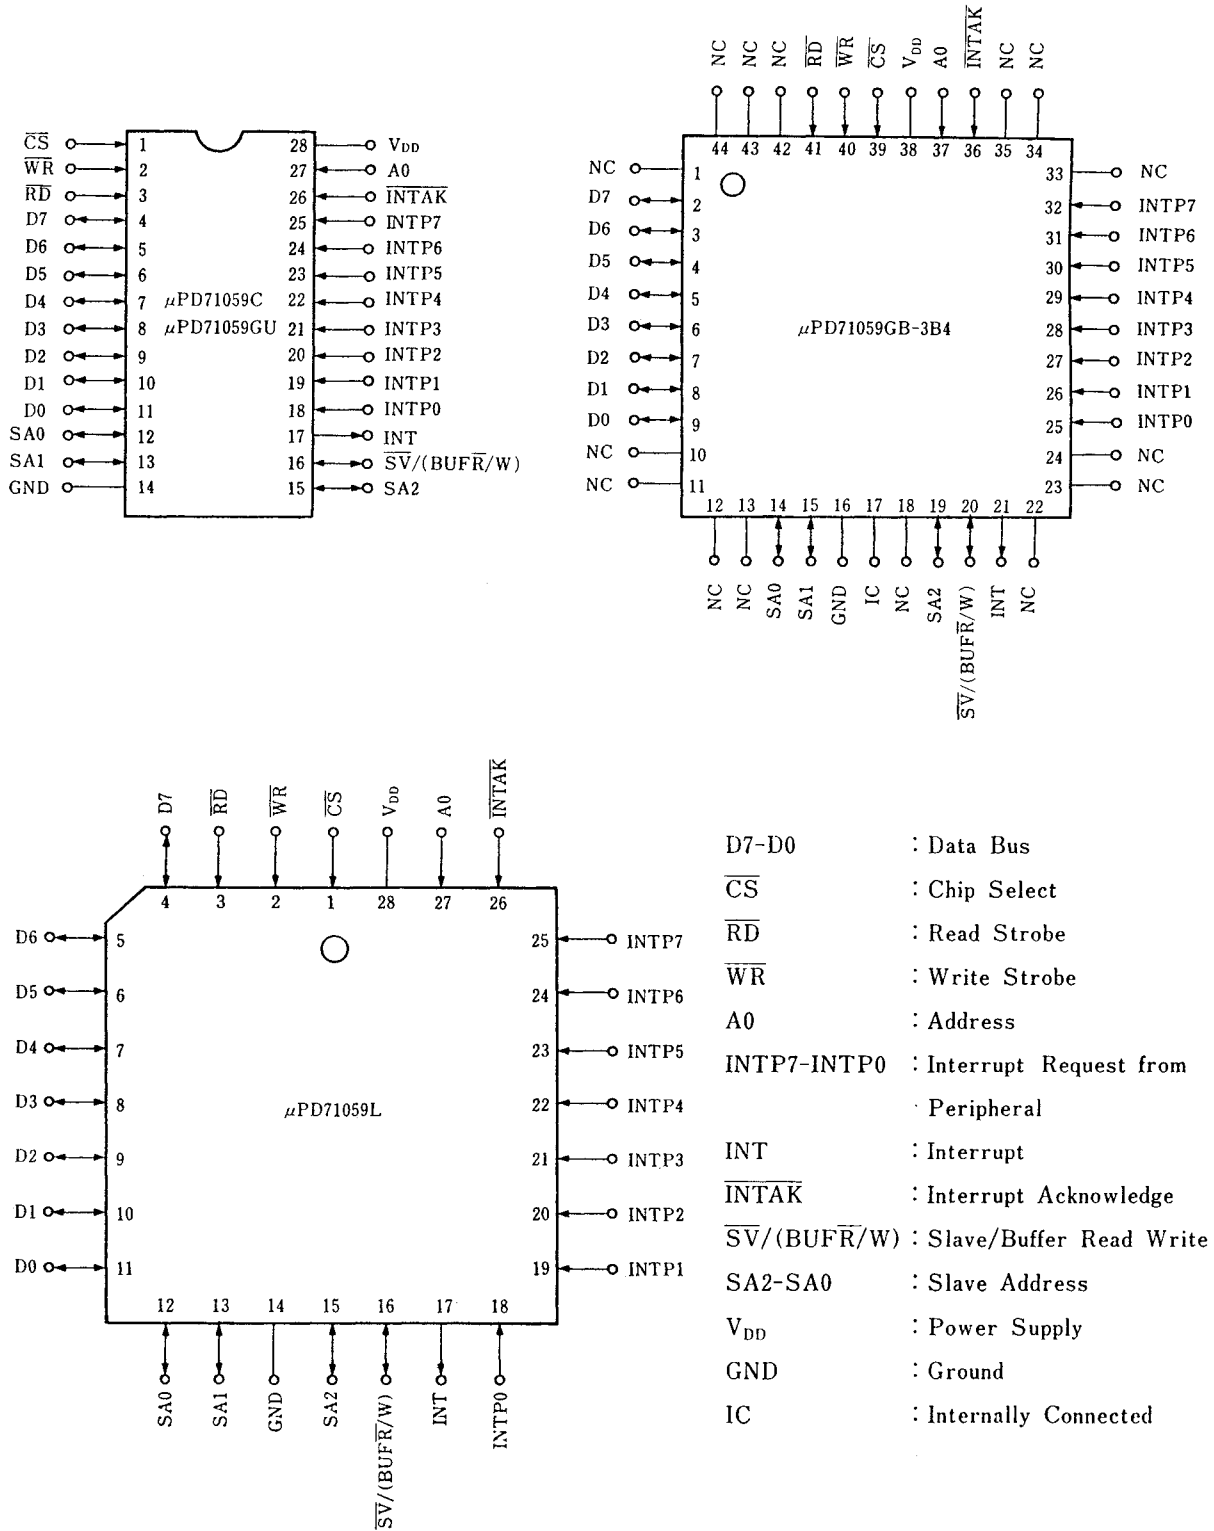 CS 1 28 VDD
WR 2 27 A0
RD 3 26 INTAK
D7 4 25 INTP7
D6 5 24 INTP6
D5 6 23 INTP5
D4 7 μPD71059C 22 INTP4
D3 8 μPD71059GU 21 INTP3
D2 9 20 INTP2
D1 10 19 INTP1
D0 11 18 INTP0
SA0 12 17 INT
SA1 13 16 SV/(BUFR/W)
GND 14 15 SA2
NC NC NC RD WR CS VDD A0 INTAK NC NC
44 43 42 41 40 39 38 37 36 35 34
NC 1 33 NC
D7 2 32 INTP7
D6 3 31 INTP6
D5 4 30 INTP5
D4 5 29 INTP4
D3 6 μPD71059GB-3B4 28 INTP3
D2 7 27 INTP2
D1 8 26 INTP1
D0 9 25 INTP0
NC 10 24 NC
NC 11 23 NC
12 13 14 15 16 17 18 19 20 21 22
NC NC SA0 SA1 GND IC NC SA2 SV/(BUFR/W) INT NC
D7 RD WR CS VDD A0 INTAK
4 3 2 1 28 27 26
D6 5 25 INTP7
D5 6 24 INTP6
D4 7 23 INTP5
D3 8 μPD71059L 22 INTP4
D2 9 21 INTP3
D1 10 20 INTP2
D0 11 19 INTP1
12 13 14 15 16 17 18
SA0 SA1 GND SA2 SV/(BUFR/W) INT INTP0
D7-D0 : Data Bus
CS : Chip Select
RD : Read Strobe
WR : Write Strobe
A0 : Address
INTP7-INTP0 : Interrupt Request from
Peripheral
INT : Interrupt
INTAK : Interrupt Acknowledge
SV/(BUFR/W) : Slave/Buffer Read Write
SA2-SA0 : Slave Address
VDD : Power Supply
GND : Ground
IC : Internally Connected